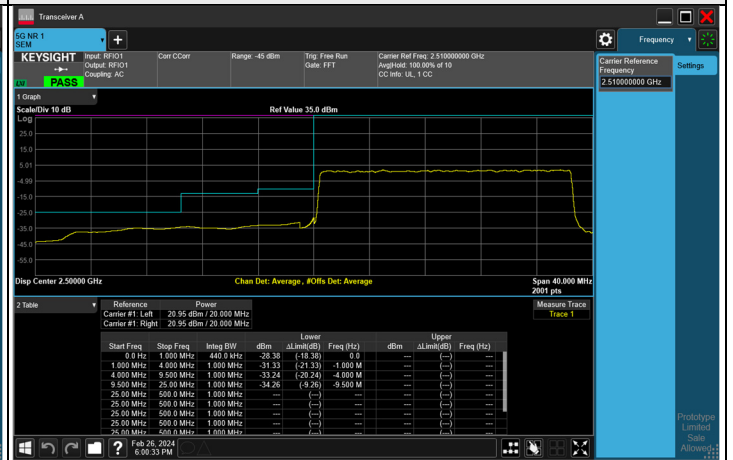 Transceiver A
5G NR 1
SEM
Frequency
KEYSIGHT Input: RFIO1 Corr CCorr Range: -45 dBm Trig: Free Run Carrier Ref Freq: 2.510000000 GHz
Output: RFIO1 Gate: FFT Avg|Hold: 100.00% of 10
Coupling: AC CC Info: UL, 1 CC
LXI PASS
Carrier Reference
Frequency
2.510000000 GHz
Settings
1 Graph
Scale/Div 10 dB Ref Value 35.0 dBm
Log
25.0
15.0
5.01
-4.99
-15.0
-25.0
-35.0
-45.0
-55.0
Disp Center 2.50000 GHz Chan Det: Average, #Offs Det: Average Span 40.000 MHz
2001 pts
2 Table
Reference Power Measure Trace
Carrier #1: Left 20.95 dBm / 20.000 MHz Trace 1
Carrier #1: Right 20.95 dBm / 20.000 MHz
Lower Upper
Start Freq Stop Freq Integ BW dBm ΔLimit(dB) Freq (Hz) dBm ΔLimit(dB) Freq (Hz)
0.0 Hz 1.000 MHz 440.0 kHz -28.38 (-18.38) 0.0 --- (---) ---
1.000 MHz 4.000 MHz 1.000 MHz -31.33 (-21.33) -1.000 M --- (---) ---
4.000 MHz 9.500 MHz 1.000 MHz -33.24 (-20.24) -4.000 M --- (---) ---
9.500 MHz 25.00 MHz 1.000 MHz -34.26 (-9.26) -9.500 M --- (---) ---
25.00 MHz 500.0 MHz 1.000 MHz --- (---) --- --- (---) ---
25.00 MHz 500.0 MHz 1.000 MHz --- (---) --- --- (---) ---
25.00 MHz 500.0 MHz 1.000 MHz --- (---) --- --- (---) ---
25.00 MHz 500.0 MHz 1.000 MHz --- (---) --- --- (---) ---
25.00 MHz 500.0 MHz 1.000 MHz --- (---) --- --- (---) ---
Prototype
Limited
Sale
Allowed
Feb 26, 2024
6:00:33 PM